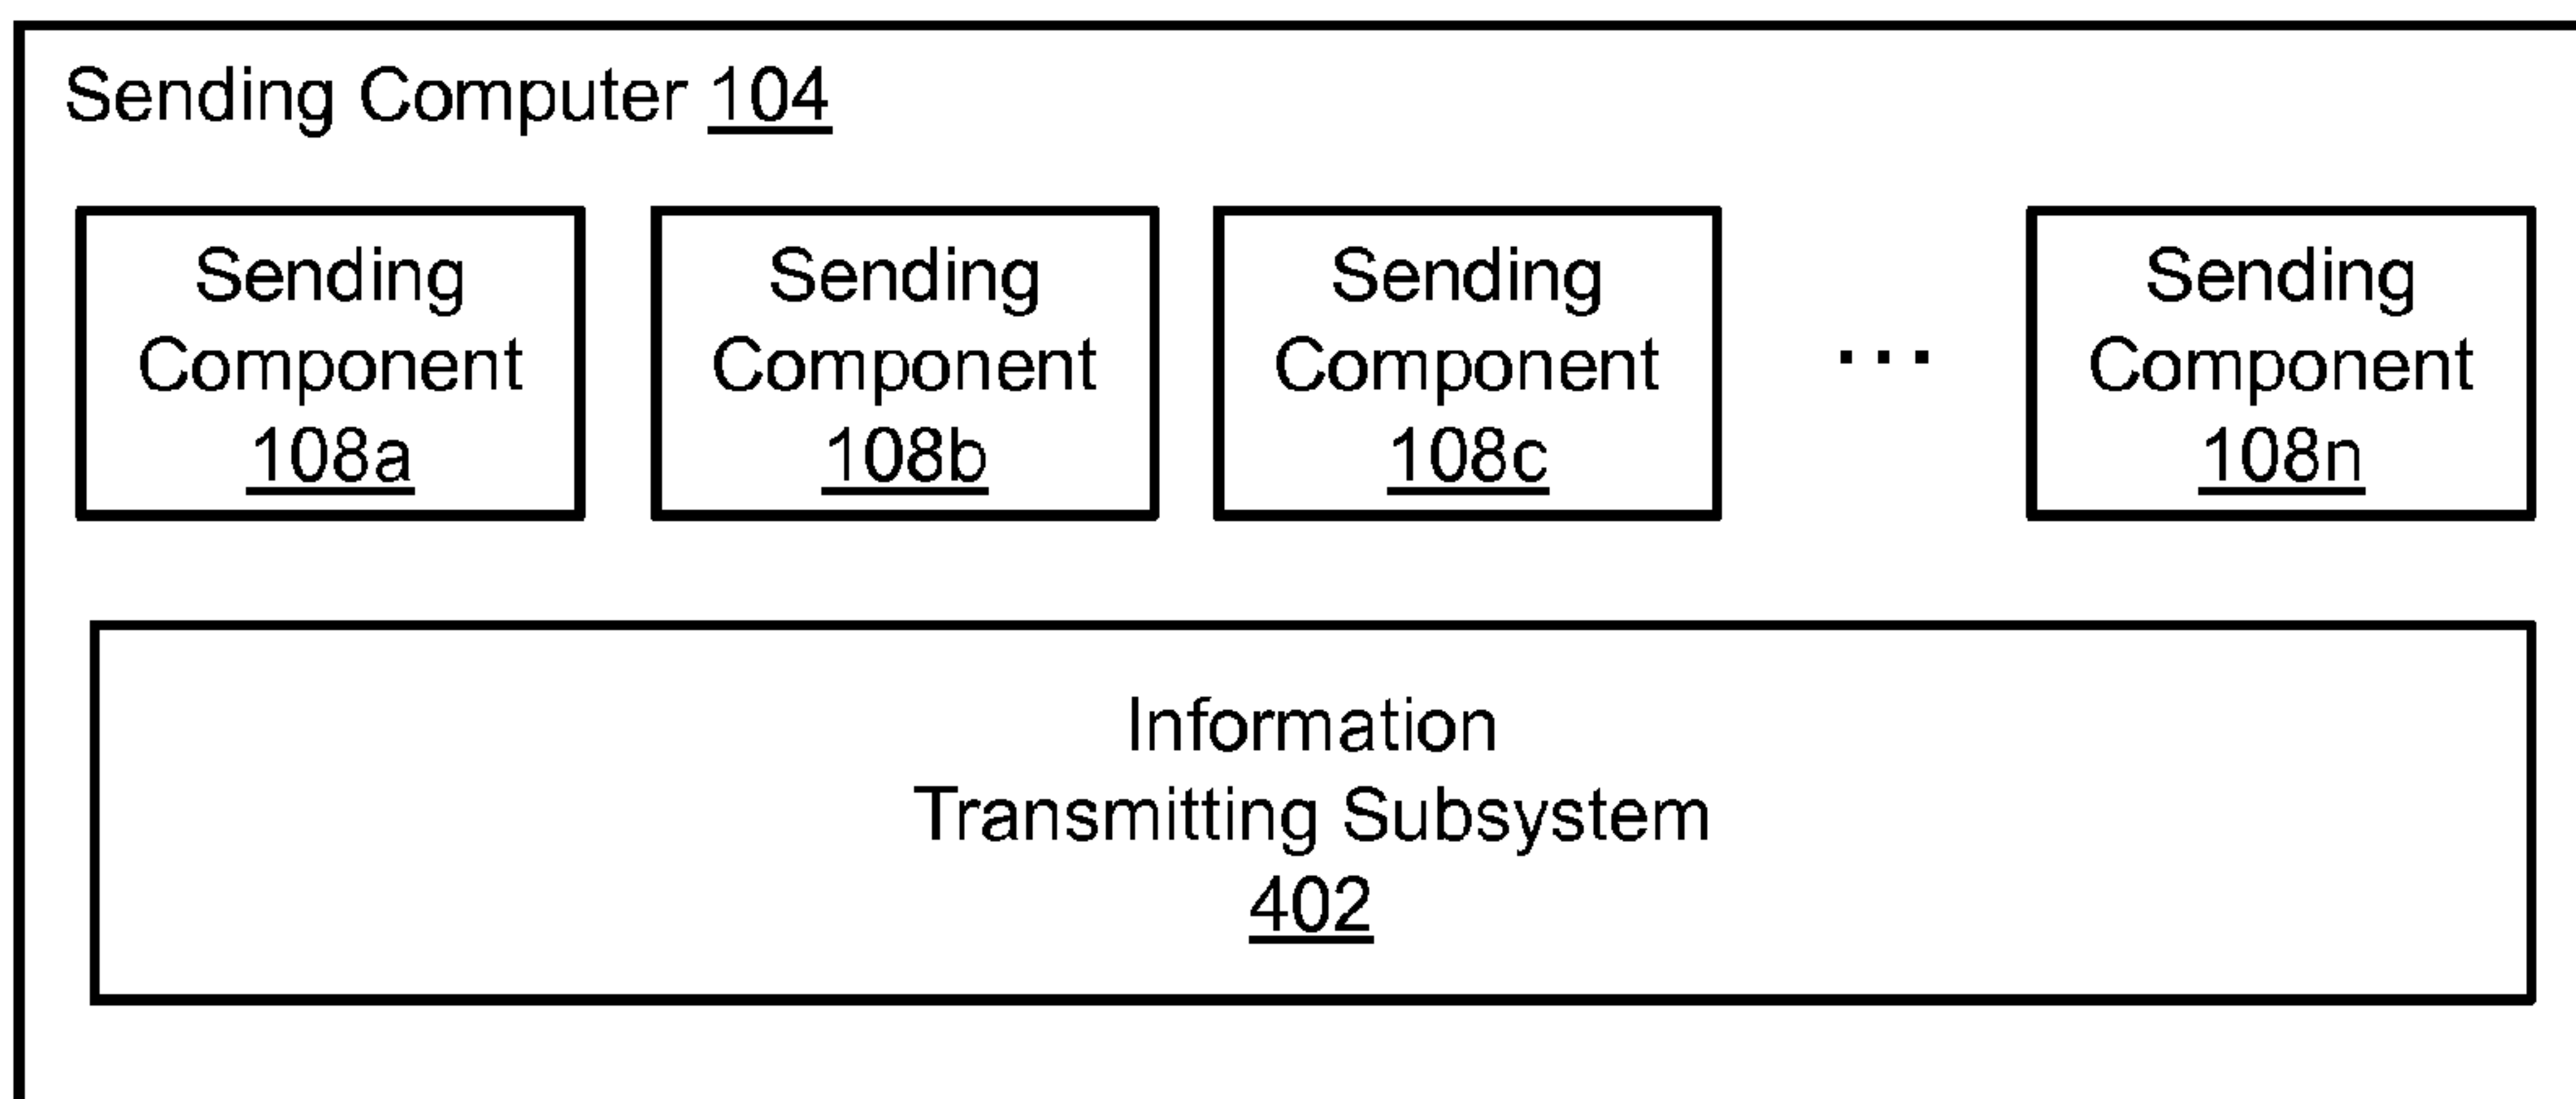 Sending Computer 104
Sending
Component
108a
Sending
Component
108b
Sending
Component
108c
...
Sending
Component
108n
Information
Transmitting Subsystem
402